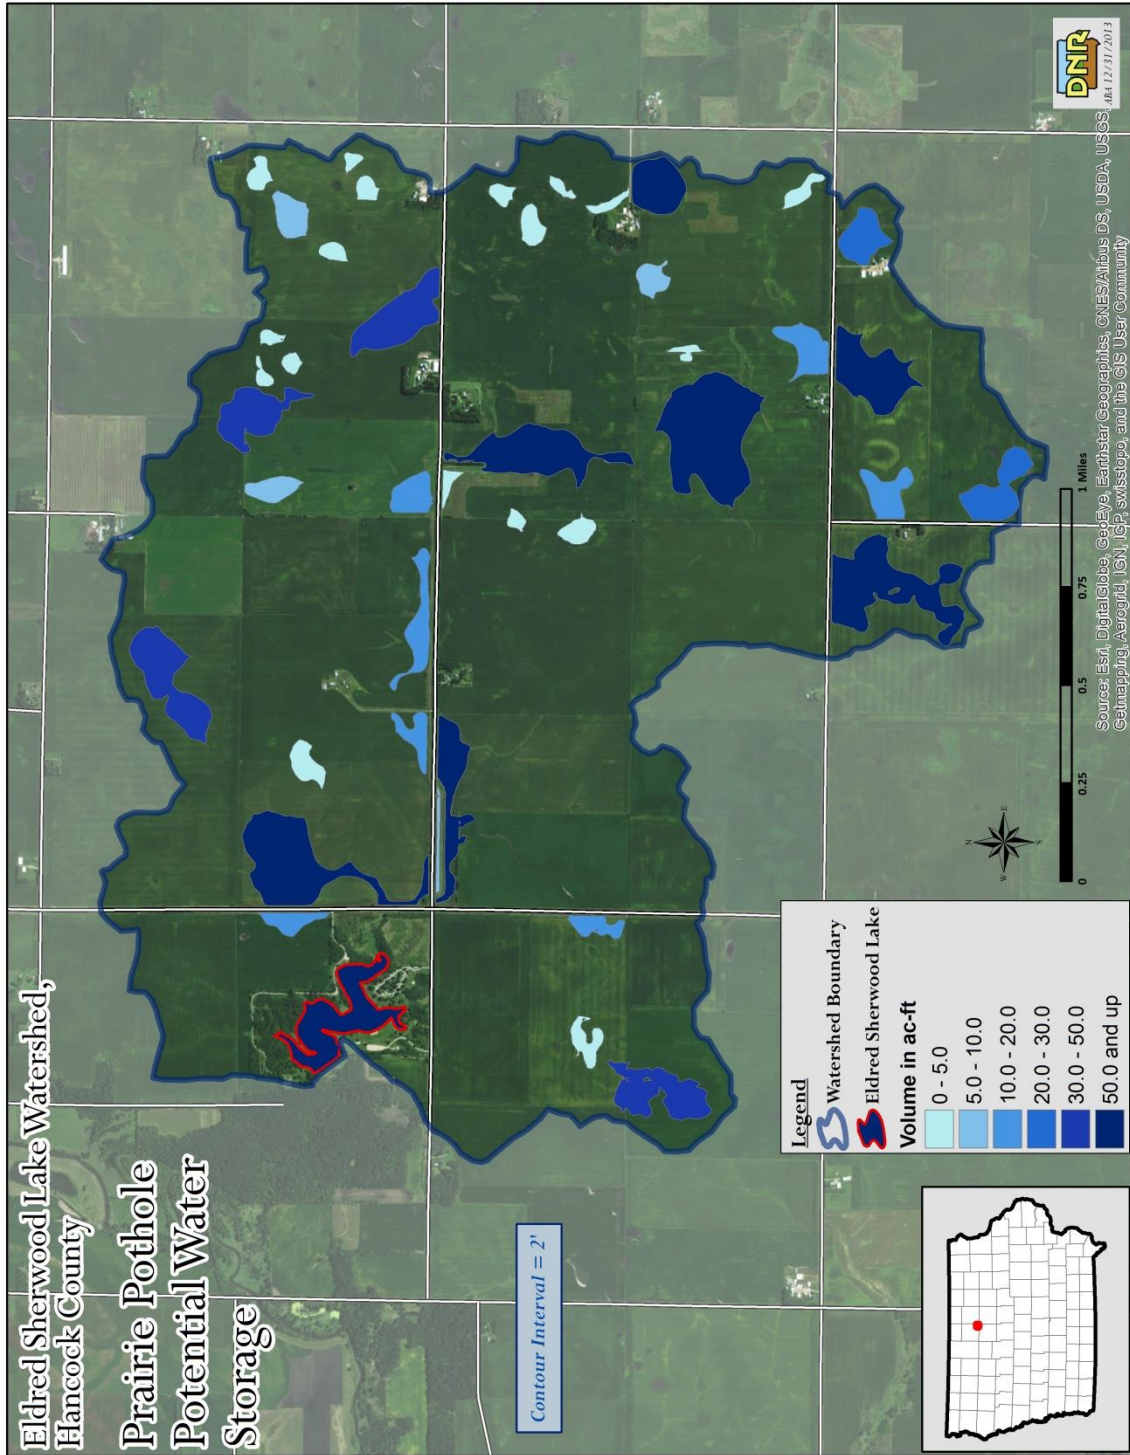 Eldred Sherwood Lake Watershed,
Hancock County
Prairie Pothole
Potential Water
Storage
Contour Interval = 2'
N
W
E
S
0
0.25
0.5
0.75
1 Miles
Legend
Watershed Boundary
Eldred Sherwood Lake
Volume in ac-ft
0 - 5.0
5.0 - 10.0
10.0 - 20.0
20.0 - 30.0
30.0 - 50.0
50.0 and up
Source: Esri, DigitalGlobe, GeoEye, Earthstar Geographics, CNES/Airbus DS, USDA, USGS,
Getmapping, Aerogrid, IGN, IGP, swisstopo, and the GIS User Community
DNR
ABA 12/31/2013